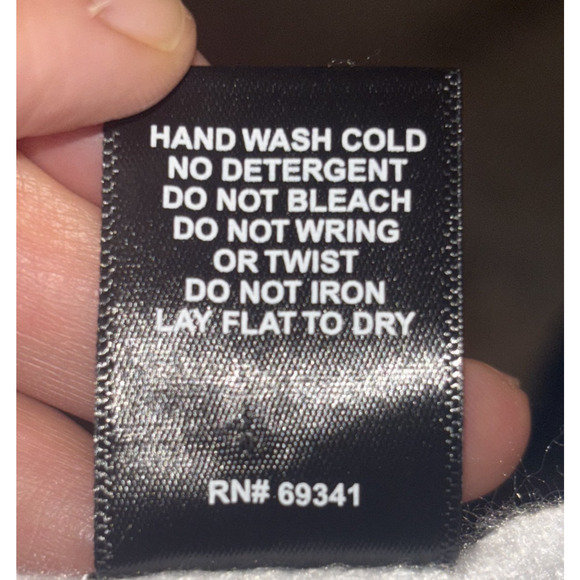 HAND WASH COLD
NO DETERGENT
DO NOT BLEACH
DO NOT WRING
OR TWIST
DO NOT IRON
LAY FLAT TO DRY
RN# 69341